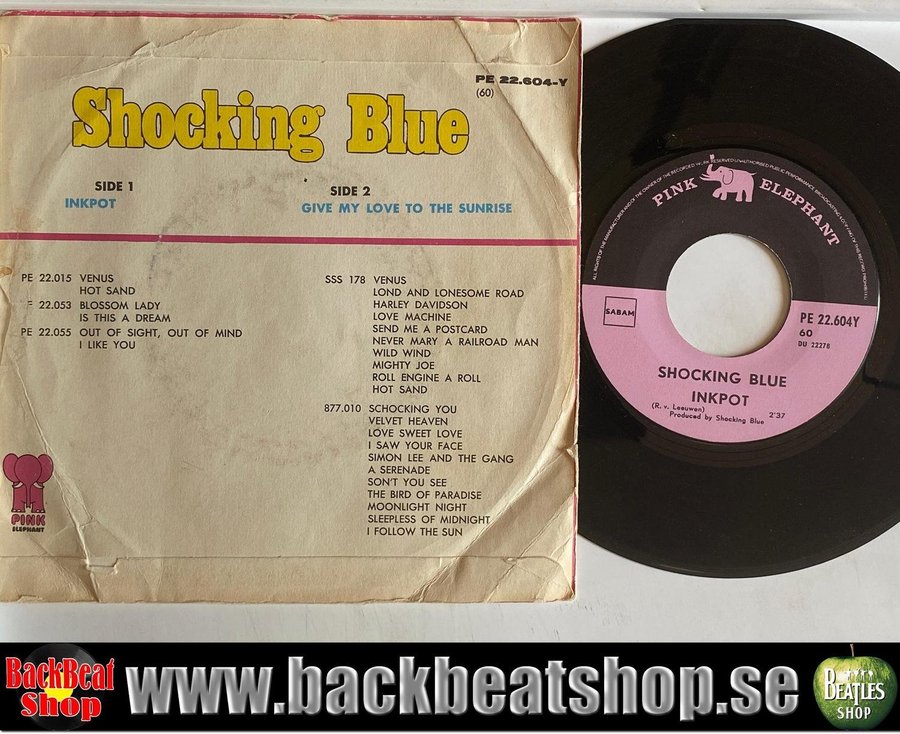 PE 22.604-Y
(60)
Shocking Blue
SIDE 1
INKPOT
SIDE 2
GIVE MY LOVE TO THE SUNRISE
PE 22.015 VENUS
HOT SAND
PE 22.053 BLOSSOM LADY
IS THIS A DREAM
PE 22.055 OUT OF SIGHT, OUT OF MIND
I LIKE YOU
SSS 178 VENUS
LOND AND LONESOME ROAD
HARLEY DAVIDSON
LOVE MACHINE
SEND ME A POSTCARD
NEVER MARY A RAILROAD MAN
WILD WIND
MIGHTY JOE
ROLL ENGINE A ROLL
HOT SAND
877.010 SCHOCKING YOU
VELVET HEAVEN
LOVE SWEET LOVE
I SAW YOUR FACE
SIMON LEE AND THE GANG
A SERENADE
SON'T YOU SEE
THE BIRD OF PARADISE
MOONLIGHT NIGHT
SLEEPLESS OF MIDNIGHT
I FOLLOW THE SUN
PINK
ELEPHANT
PINK ELEPHANT
SABAM
PE 22.604Y
60
DU 22278
SHOCKING BLUE
INKPOT
(R. v. Leeuwen) 2'37
Produced by Shocking Blue
BackBeat
Shop
www.backbeatshop.se
BEATLES
SHOP